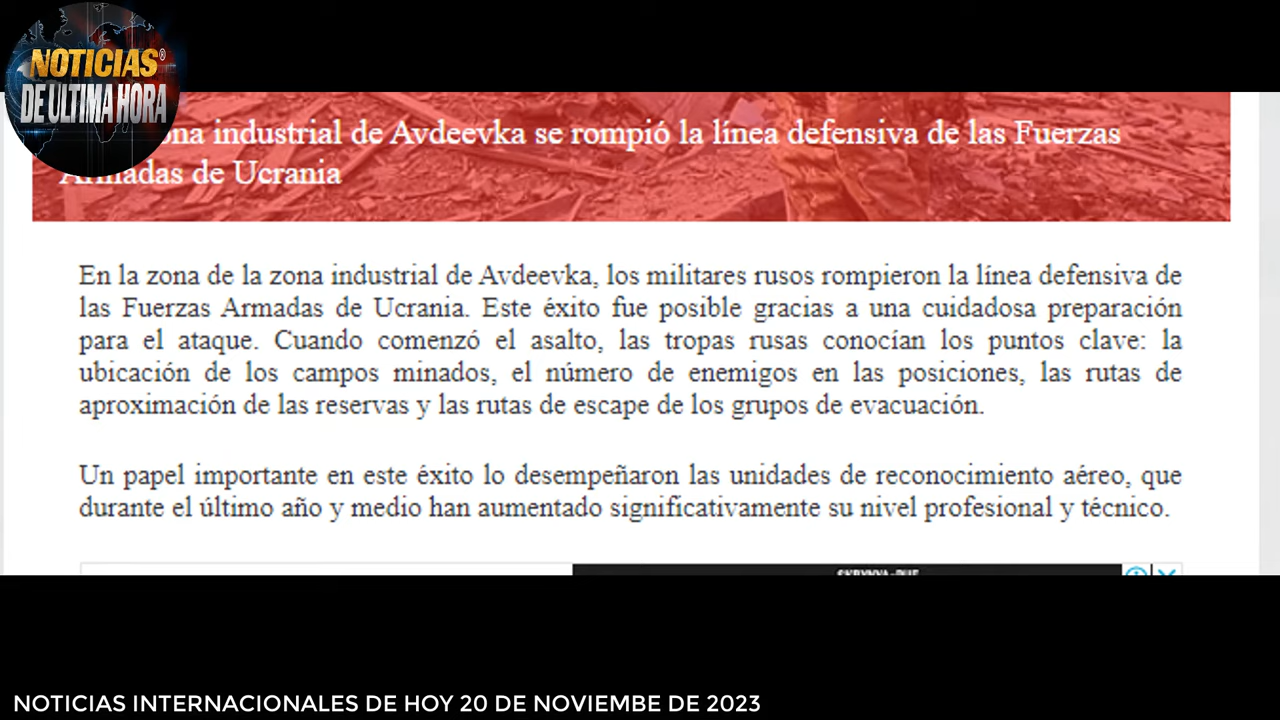 NOTICIAS®
DE ULTIMA HORA
ona industrial de Avdeevka se rompió la línea defensiva de las Fuerzas
Armadas de Ucrania
En la zona de la zona industrial de Avdeevka, los militares rusos rompieron la línea defensiva de
las Fuerzas Armadas de Ucrania. Este éxito fue posible gracias a una cuidadosa preparación
para el ataque. Cuando comenzó el asalto, las tropas rusas conocían los puntos clave: la
ubicación de los campos minados, el número de enemigos en las posiciones, las rutas de
aproximación de las reservas y las rutas de escape de los grupos de evacuación.
Un papel importante en este éxito lo desempeñaron las unidades de reconocimiento aéreo, que
durante el último año y medio han aumentado significativamente su nivel profesional y técnico.
NOTICIAS INTERNACIONALES DE HOY 20 DE NOVIEMBE DE 2023